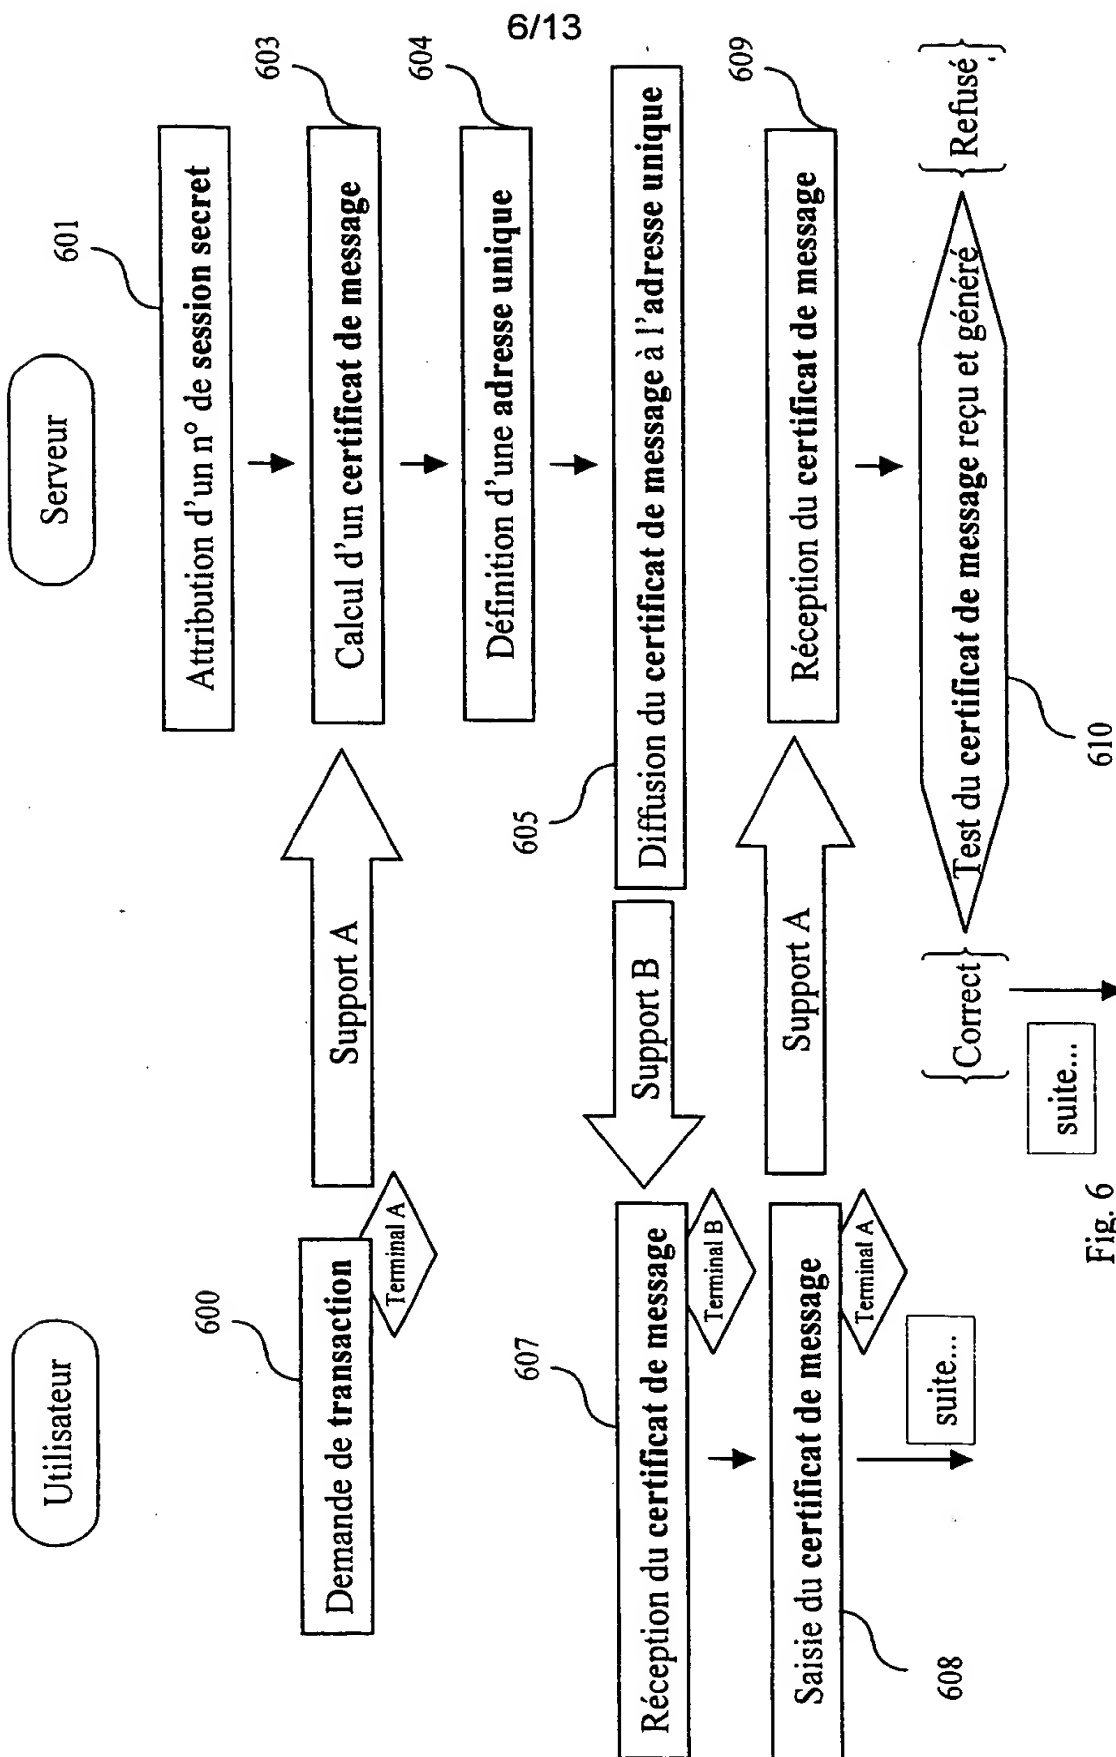 6/13
Utilisateur
Serveur
601
Attribution d'un n° de session secret
600
Demande de transaction
Terminal A
Support A
603
Calcul d'un certificat de message
604
Définition d'une adresse unique
605
Diffusion du certificat de message à l'adresse unique
Support B
607
Réception du certificat de message
Terminal B
608
Saisie du certificat de message
Terminal A
Support A
609
Réception du certificat de message
suite...
Correct
Test du certificat de message reçu et généré
Refusé
610
suite...
Fig. 6